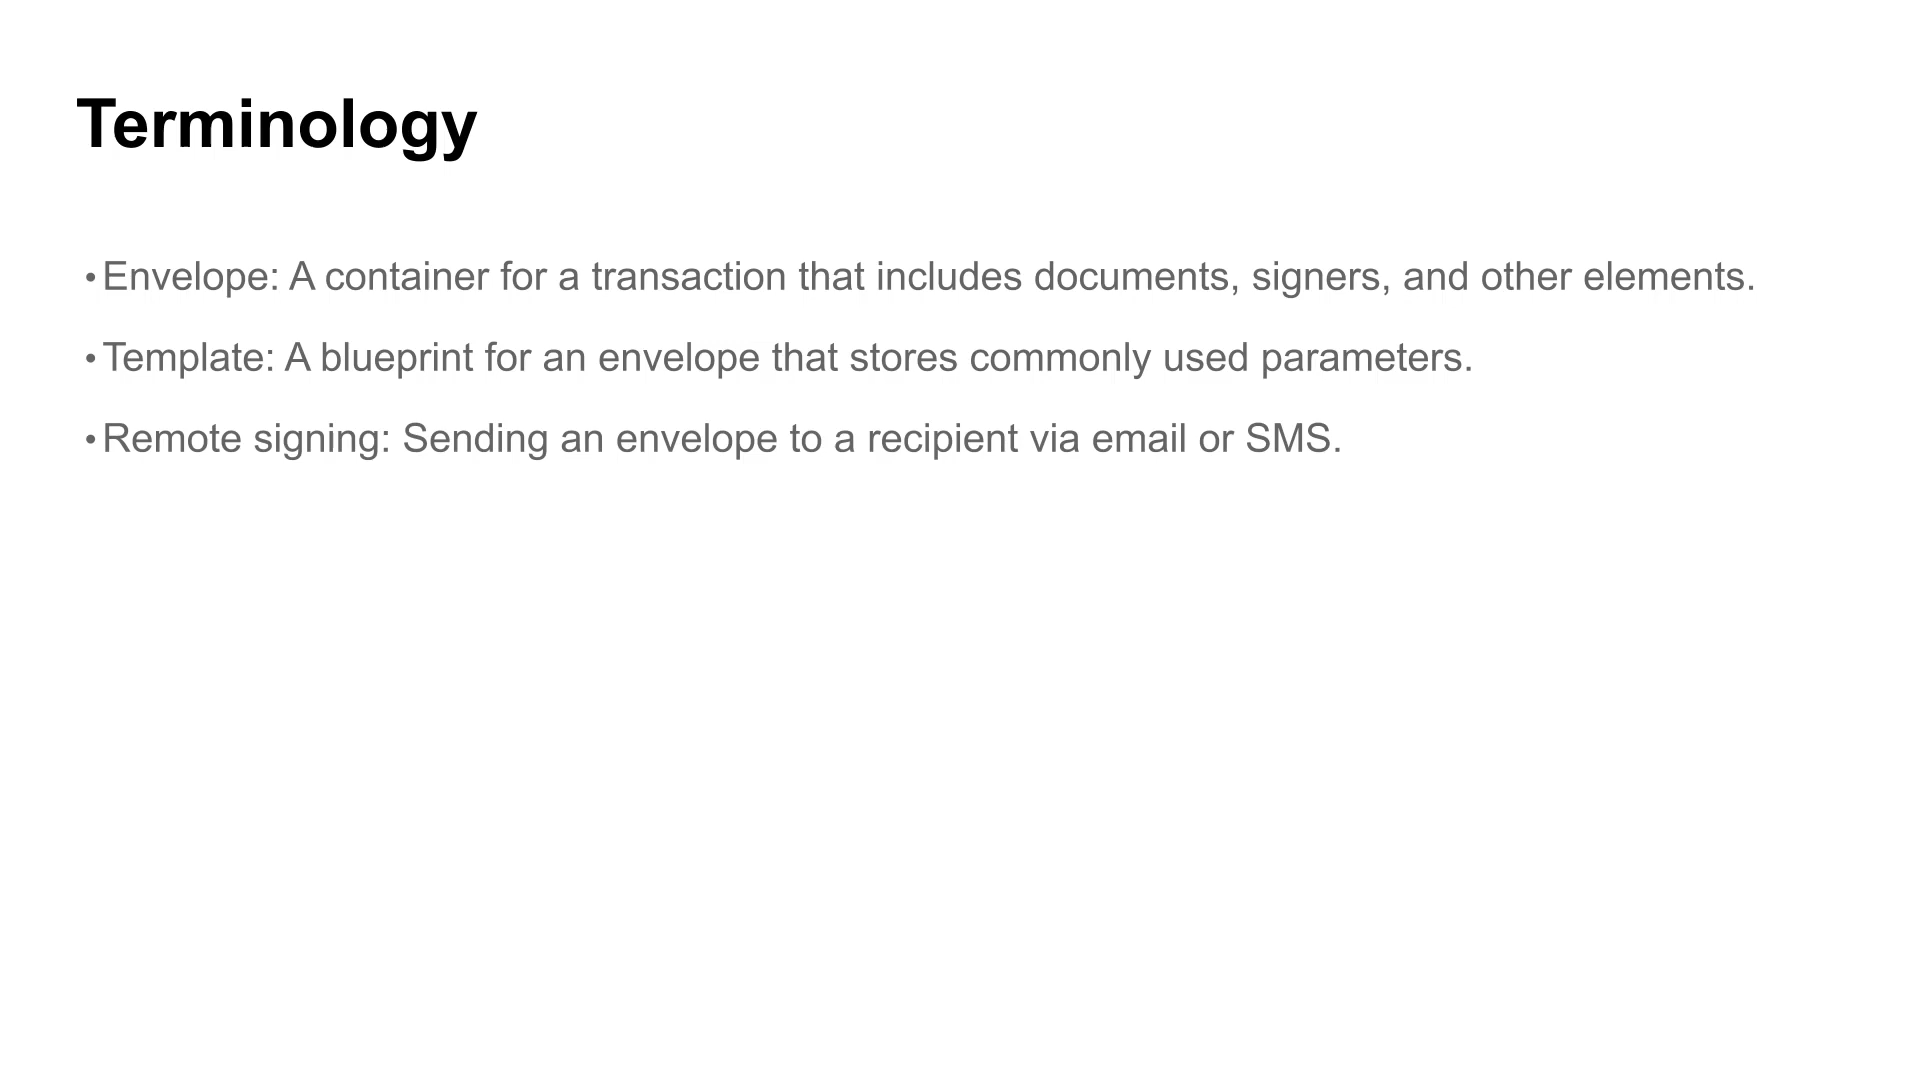 Terminology
• Envelope: A container for a transaction that includes documents, signers, and other elements.
• Template: A blueprint for an envelope that stores commonly used parameters.
• Remote signing: Sending an envelope to a recipient via email or SMS.